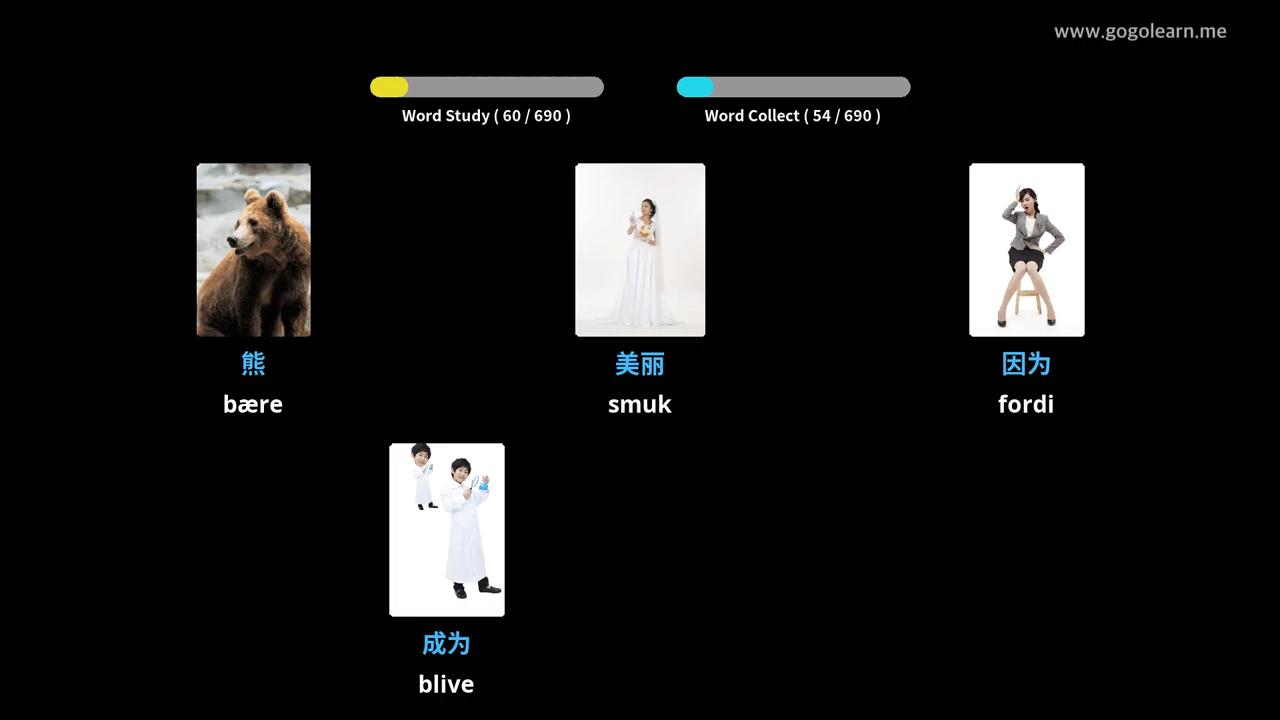 www.gogolearn.me
Word Study ( 60 / 690 )
Word Collect ( 54 / 690 )
熊
bære
美丽
smuk
因为
fordi
成为
blive